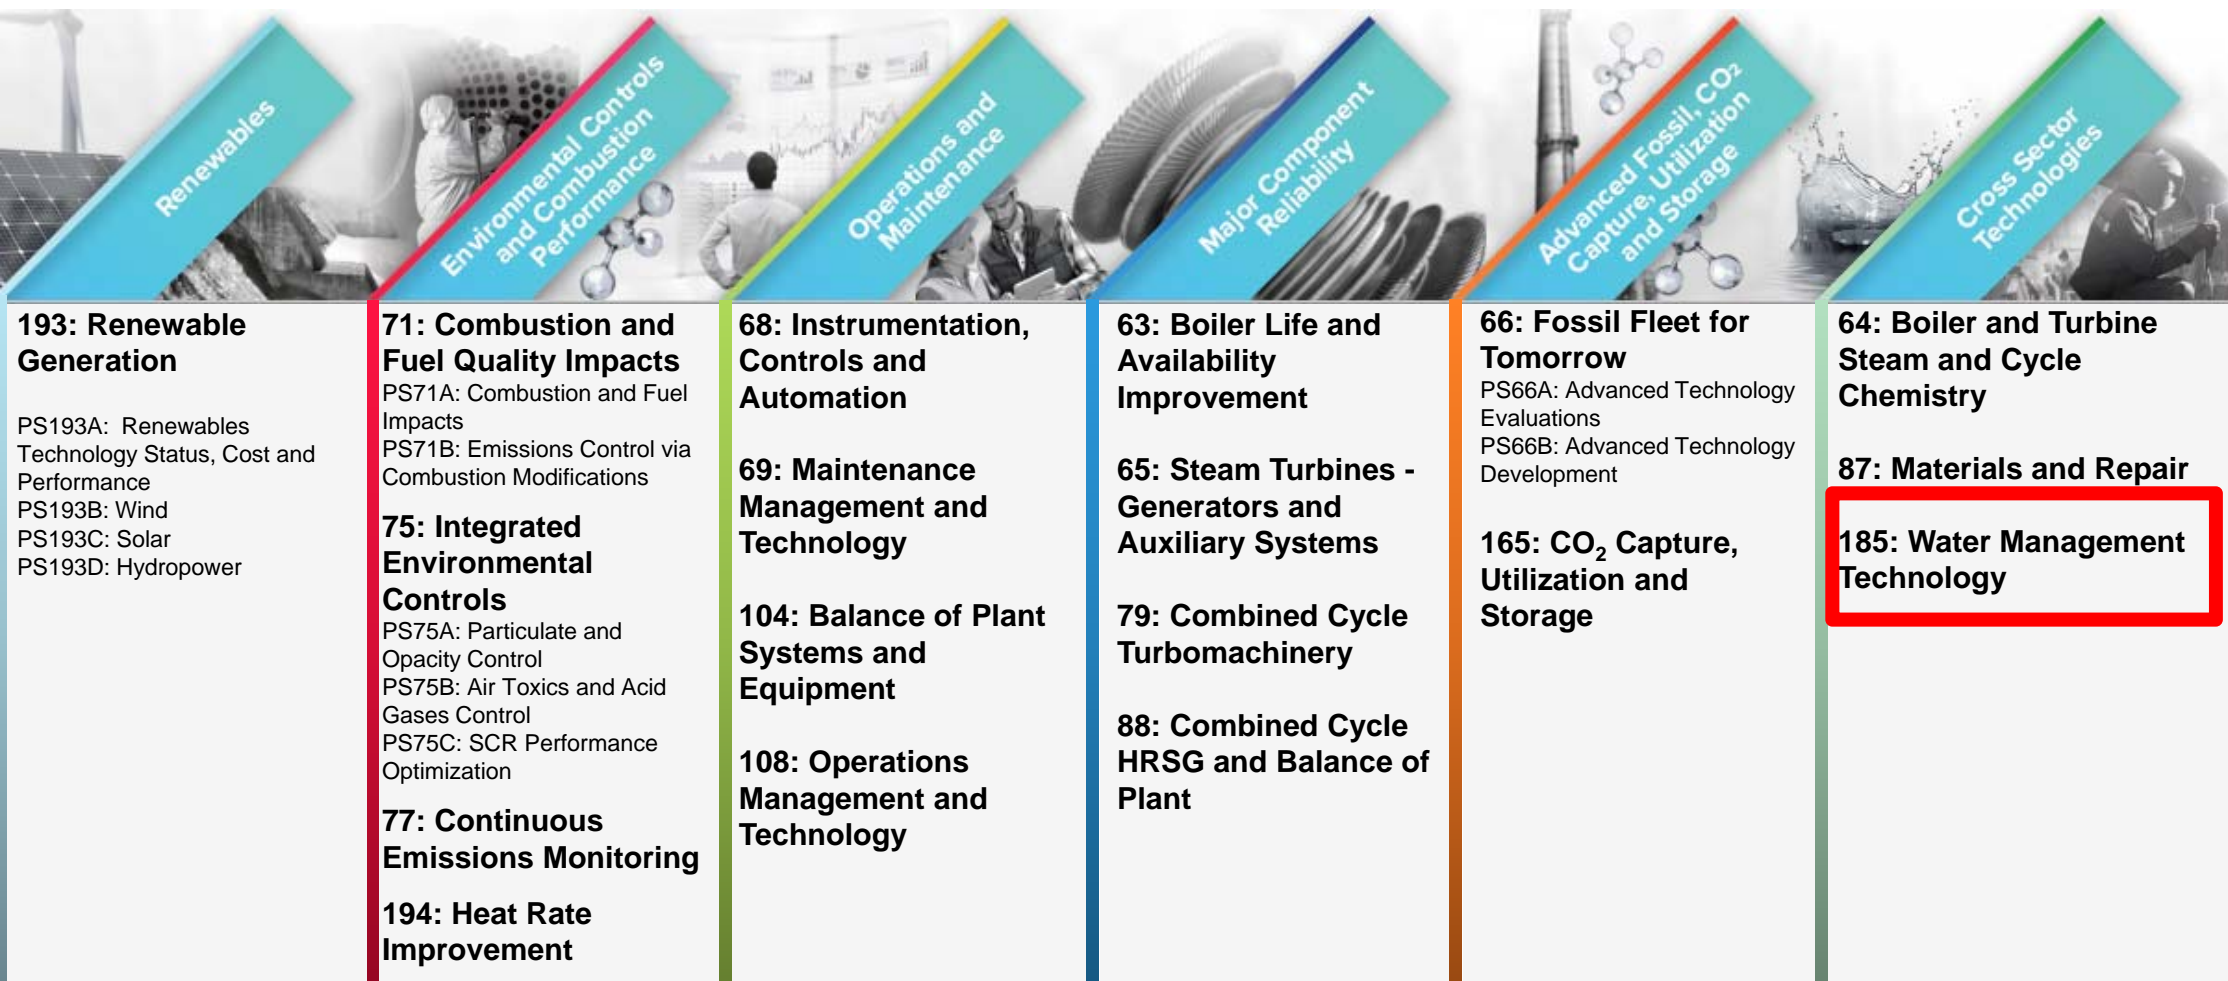 Renewables
Environmental Controls
and Combustion
Performance
Operations and
Maintenance
Major Component
Reliability
Advanced Fossil, CO2
Capture, Utilization
and Storage
Cross Sector
Technologies
193: Renewable
Generation
PS193A:  Renewables
Technology Status, Cost and
Performance
PS193B: Wind
PS193C: Solar
PS193D: Hydropower
71: Combustion and
Fuel Quality Impacts
PS71A: Combustion and Fuel
Impacts
PS71B: Emissions Control via
Combustion Modifications
75: Integrated
Environmental
Controls
PS75A: Particulate and
Opacity Control
PS75B: Air Toxics and Acid
Gases Control
PS75C: SCR Performance
Optimization
77: Continuous
Emissions Monitoring
194: Heat Rate
Improvement
68: Instrumentation,
Controls and
Automation
69: Maintenance
Management and
Technology
104: Balance of Plant
Systems and
Equipment
108: Operations
Management and
Technology
63: Boiler Life and
Availability
Improvement
65: Steam Turbines -
Generators and
Auxiliary Systems
79: Combined Cycle
Turbomachinery
88: Combined Cycle
HRSG and Balance of
Plant
66: Fossil Fleet for
Tomorrow
PS66A: Advanced Technology
Evaluations
PS66B: Advanced Technology
Development
165: CO₂ Capture,
Utilization and
Storage
64: Boiler and Turbine
Steam and Cycle
Chemistry
87: Materials and Repair
185: Water Management
Technology